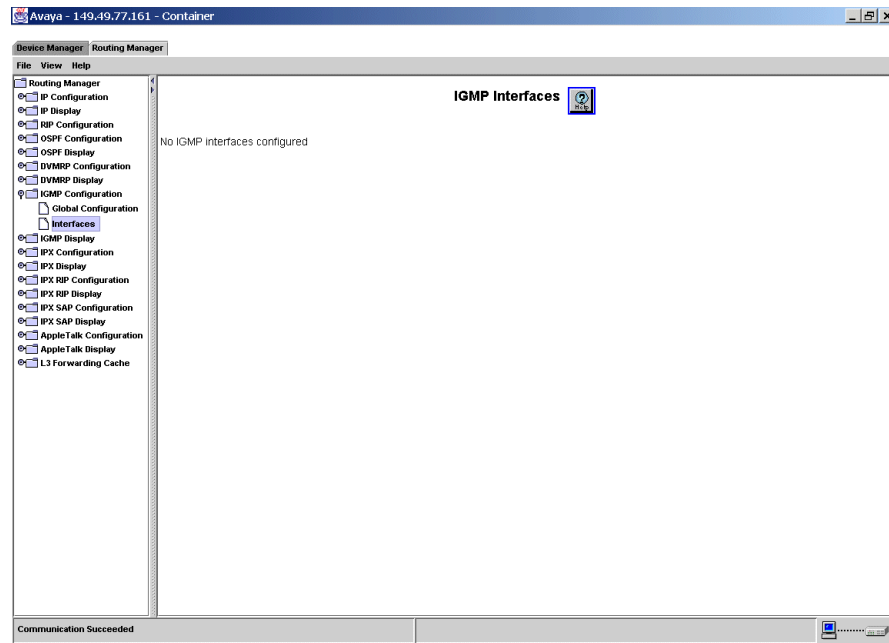 Avaya - 149.49.77.161 - Container
Device Manager Routing Manager
File View Help
Routing Manager
IP Configuration
IP Display
RIP Configuration
OSPF Configuration
OSPF Display
DVMRP Configuration
DVMRP Display
IGMP Configuration
Global Configuration
Interfaces
IGMP Display
IPX Configuration
IPX Display
IPX RIP Configuration
IPX RIP Display
IPX SAP Configuration
IPX SAP Display
AppleTalk Configuration
AppleTalk Display
L3 Forwarding Cache
IGMP Interfaces
Help
No IGMP interfaces configured
Communication Succeeded